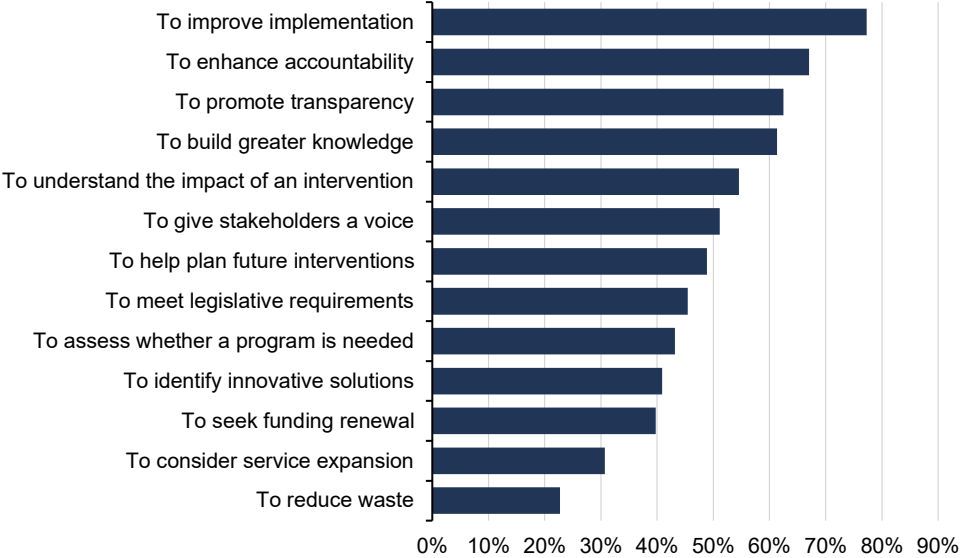 To improve implementation
To enhance accountability
To promote transparency
To build greater knowledge
To understand the impact of an intervention
To give stakeholders a voice
To help plan future interventions
To meet legislative requirements
To assess whether a program is needed
To identify innovative solutions
To seek funding renewal
To consider service expansion
To reduce waste
0% 10% 20% 30% 40% 50% 60% 70% 80% 90%